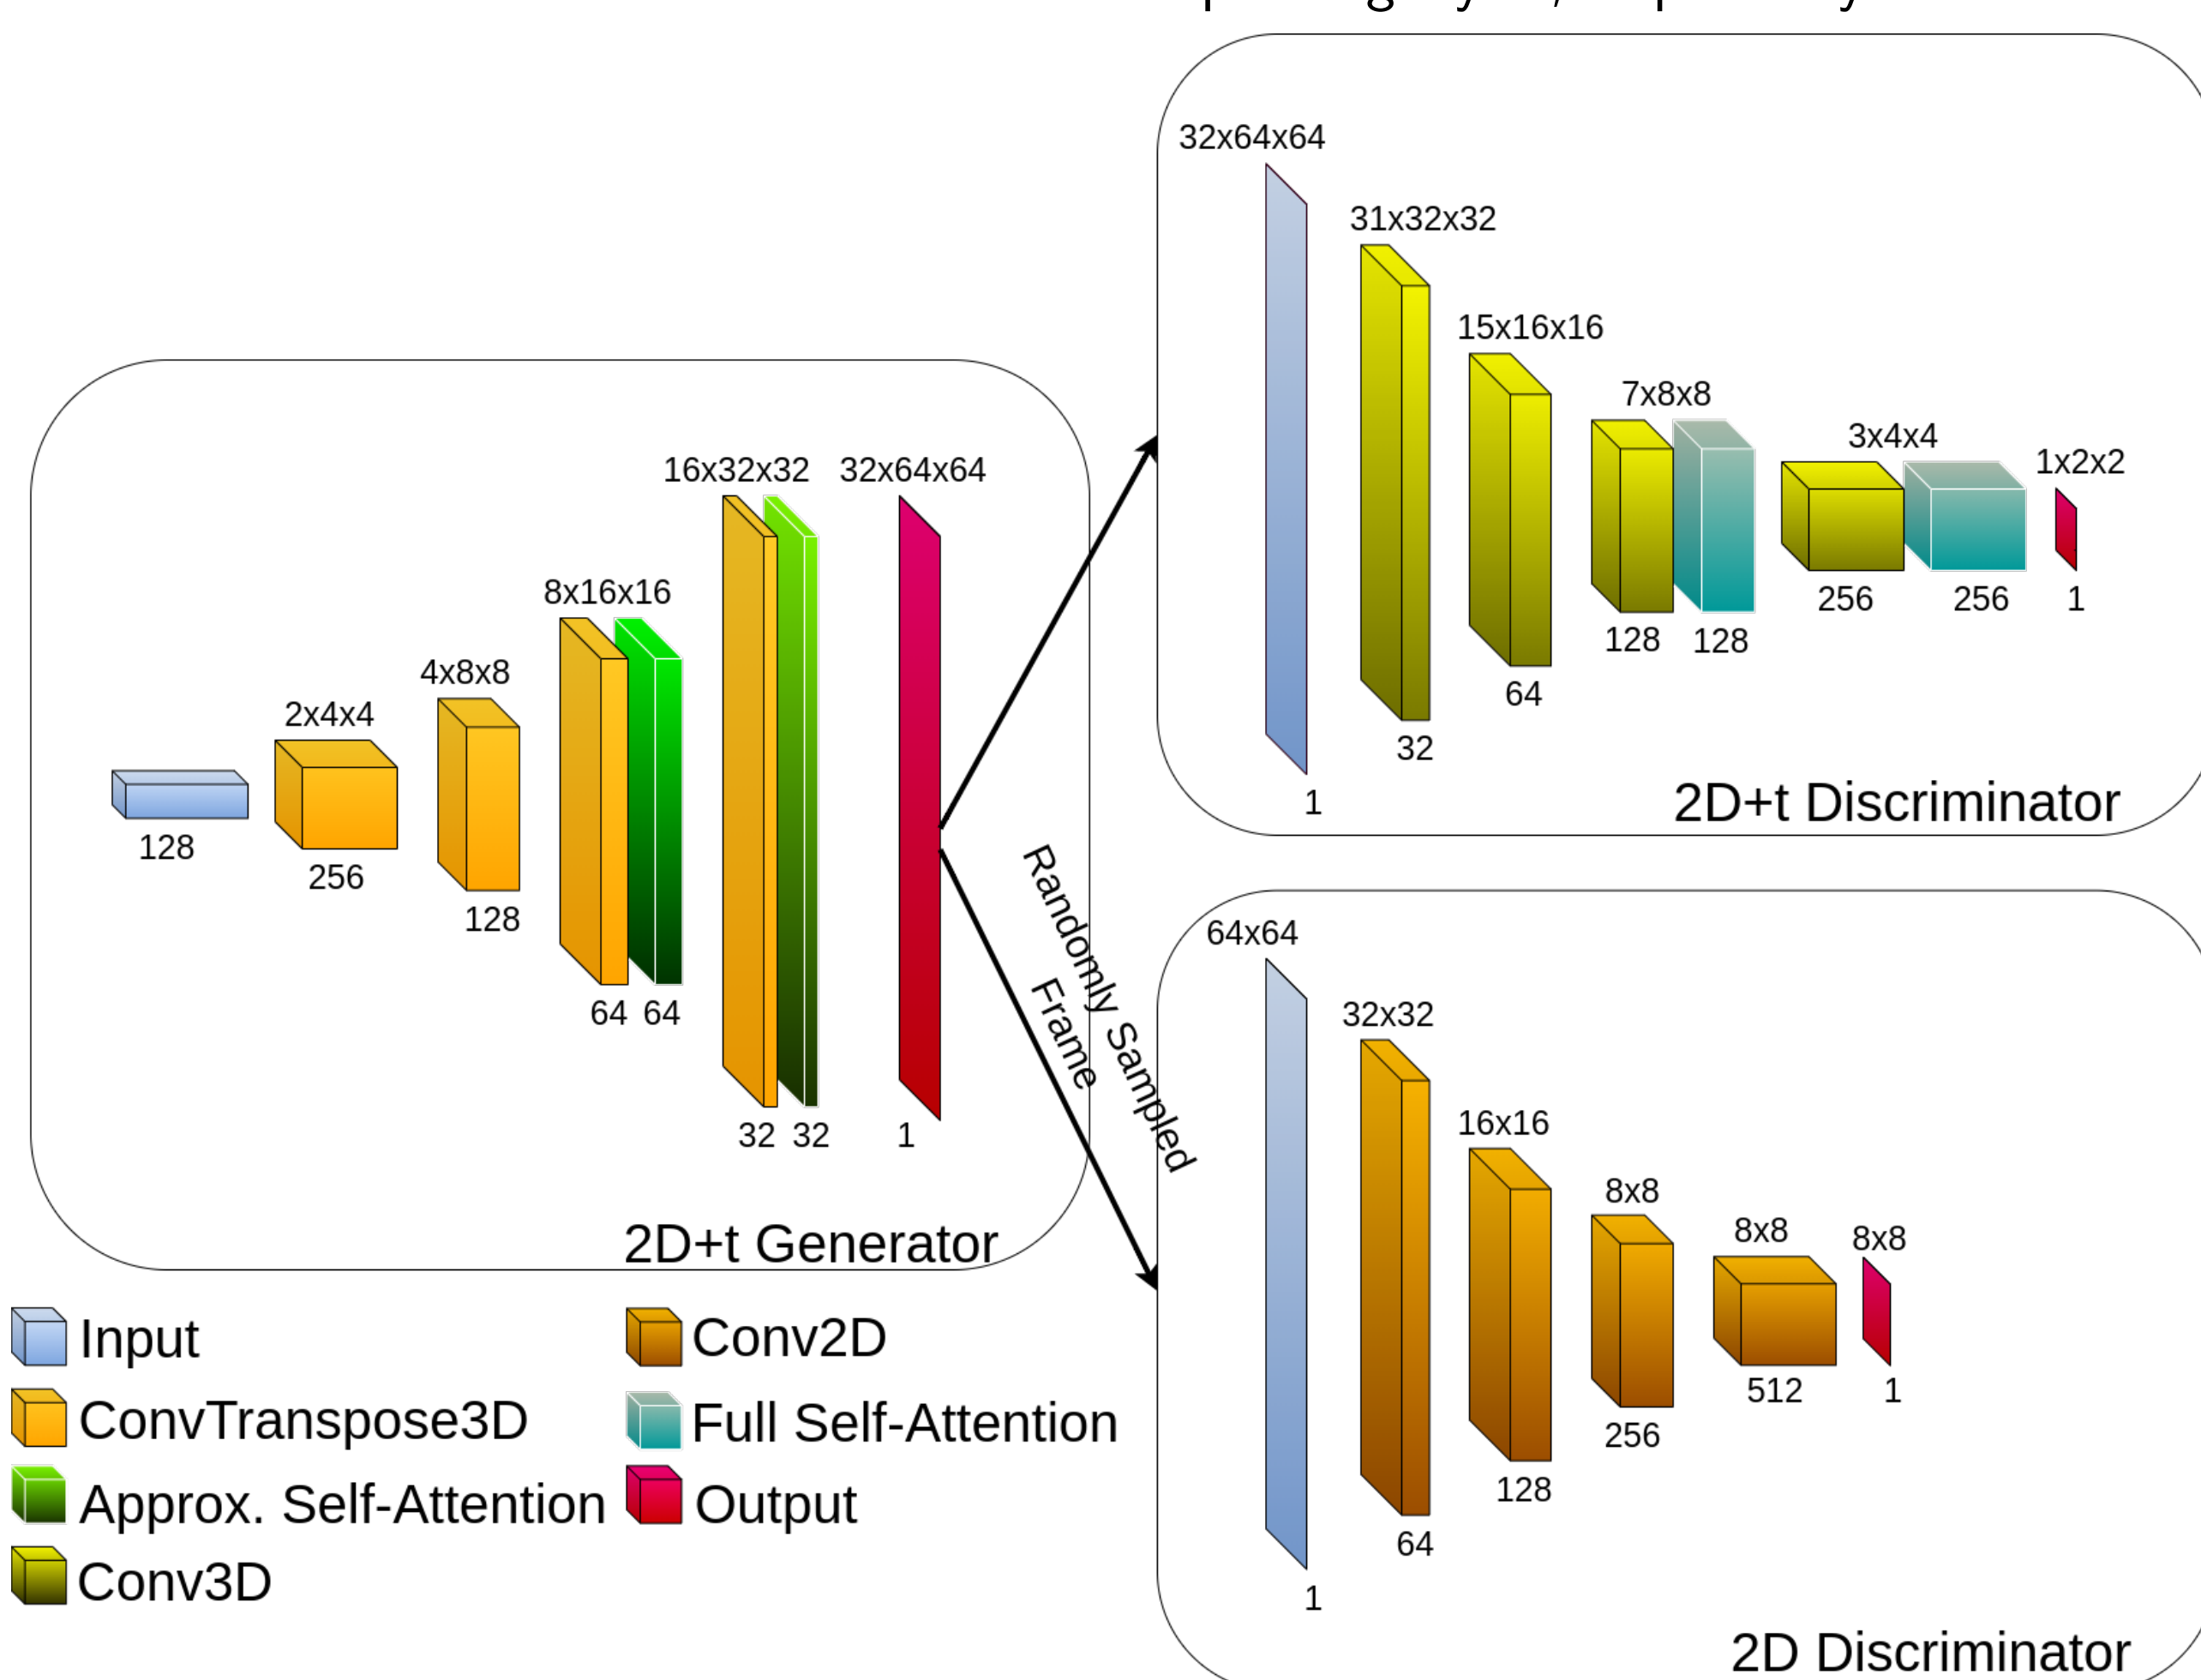 32x64x64
31x32x32
15x16x16
7x8x8
3x4x4
1x2x2
1
32
64
128 128
256 256
1
2D+t Discriminator
16x32x32 32x64x64
8x16x16
4x8x8
2x4x4
128
256
128
64 64
32 32
1
2D+t Generator
Randomly Sampled
Frame
64x64
32x32
16x16
8x8
8x8
8x8
1
64
128
256
512
1
2D Discriminator
Input
ConvTranspose3D
Approx. Self-Attention
Conv3D
Conv2D
Full Self-Attention
Output